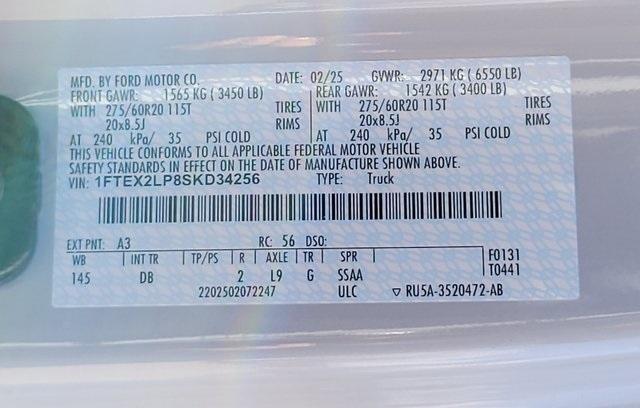 MFD. BY FORD MOTOR CO. DATE: 02/25 GVWR: 2971 KG ( 6550 LB)
FRONT GAWR: 1565 KG ( 3450 LB) REAR GAWR: 1542 KG ( 3400 LB)
WITH 275/60R20 115T TIRES WITH 275/60R20 115T TIRES
20x8.5J RIMS 20x8.5J RIMS
AT 240 kPa/ 35 PSI COLD AT 240 kPa/ 35 PSI COLD
THIS VEHICLE CONFORMS TO ALL APPLICABLE FEDERAL MOTOR VEHICLE
SAFETY STANDARDS IN EFFECT ON THE DATE OF MANUFACTURE SHOWN ABOVE.
VIN: 1FTEX2LP8SKD34256 TYPE: Truck
EXT PNT: A3 RC: 56 DSO:
WB INT TR TP/PS R AXLE TR SPR F0131
145 DB 2 L9 G SSAA T0441
2202502072247 ULC ▽ RU5A-3520472-AB